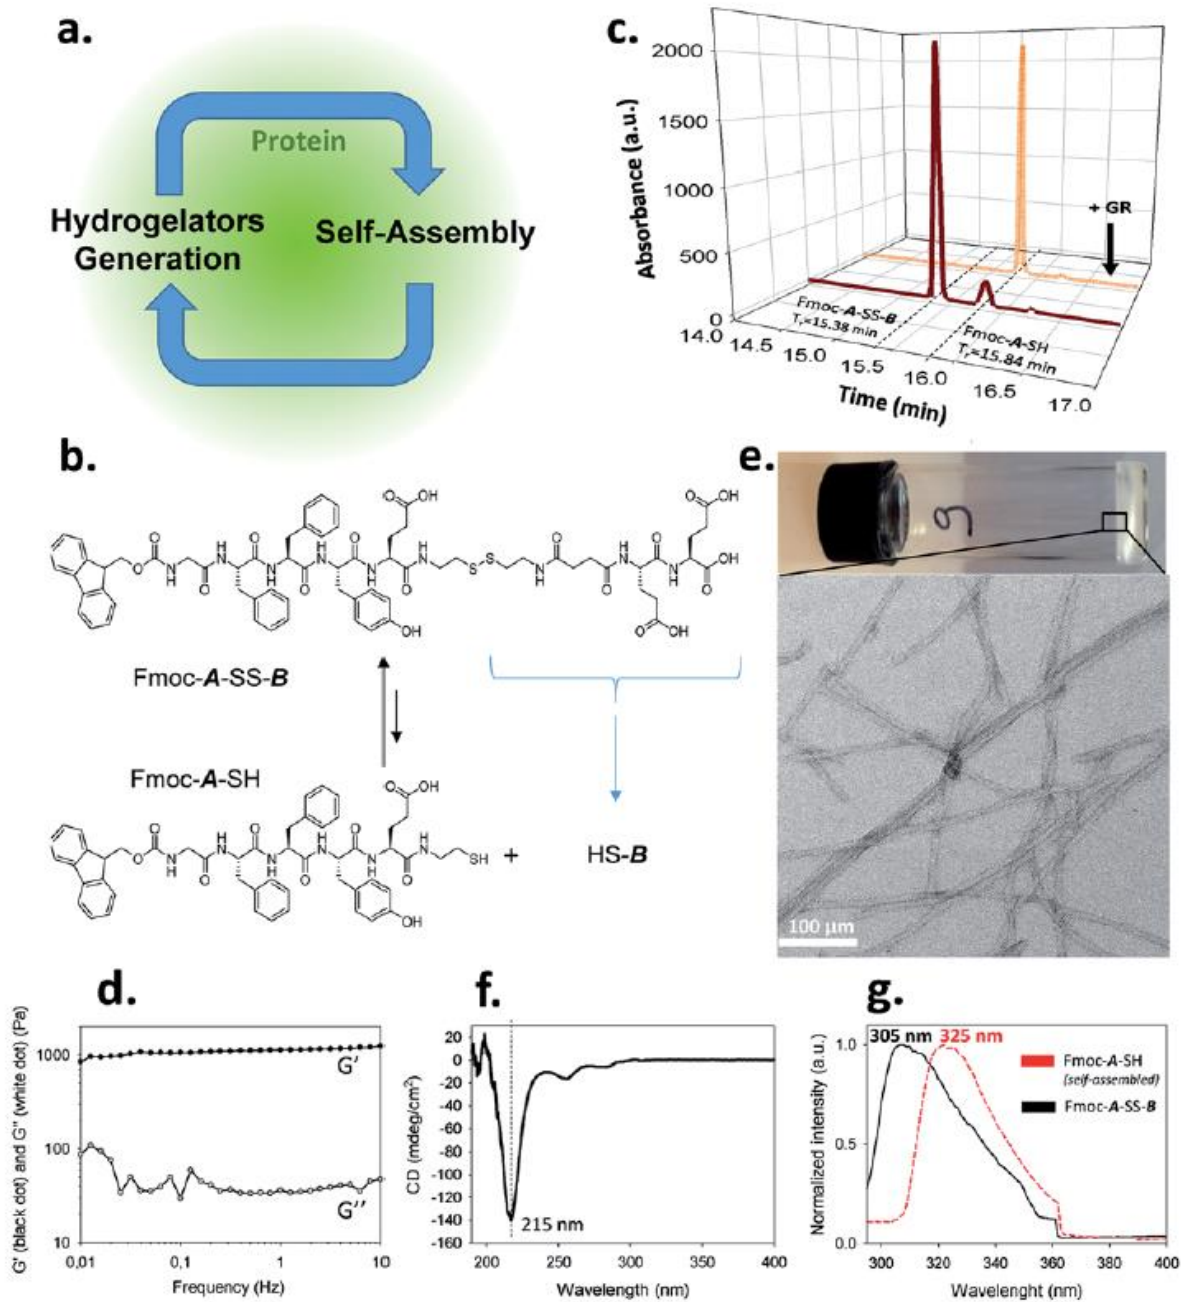 a.
Protein
Hydrogelators
Generation
Self-Assembly
c.
Absorbance (a.u.)
2000
1500
1000
500
0
+ GR
Fmoc-A-SS-B
Tr=15.38 min
Fmoc-A-SH
Tr=15.84 min
14.0
14.5
15.0
15.5
16.0
16.5
17.0
Time (min)
b.
O
OH
O
O
N
H
O
H
N
O
O
N
H
O
H
N
O
O
H
N
S
S
N
H
O
O
H
N
O
N
H
O
OH
O
OH
O
OH
OH
Fmoc-A-SS-B
Fmoc-A-SH
O
OH
O
O
N
H
O
H
N
O
O
N
H
O
H
N
SH
OH
+
HS-B
e.
9
100 µm
d.
G' (black dot) and G'' (white dot) (Pa)
1000
100
10
G'
G''
0,01
0,1
1
10
Frequency (Hz)
f.
CD (mdeg/cm2)
20
0
-20
-40
-60
-80
-100
-120
-140
-160
215 nm
200
250
300
350
400
Wavelength (nm)
g.
Normalized intensity (a.u.)
1.0
0.5
0.0
305 nm
325 nm
Fmoc-A-SH
(self-assembled)
Fmoc-A-SS-B
300
320
340
360
380
400
Wavelenght (nm)